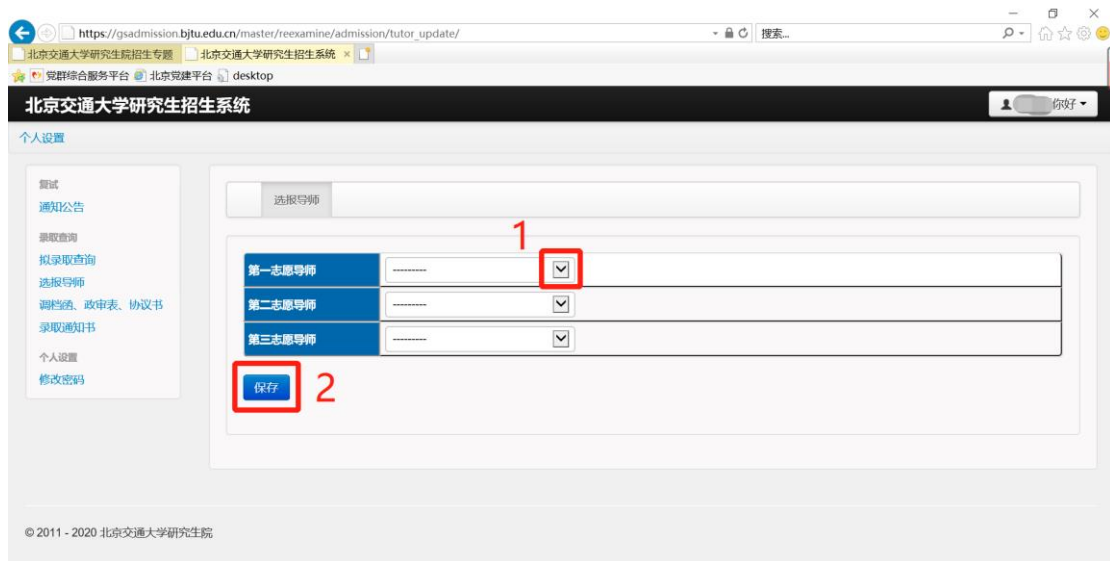 https://gsadmission.bjtu.edu.cn/master/reexamine/admission/tutor_update/
搜索...
北京交通大学研究生院招生专题
北京交通大学研究生招生系统
党群综合服务平台
北京党建平台
desktop
北京交通大学研究生招生系统
你好
个人设置
复试
通知公告
录取查询
拟录取查询
选报导师
调档函、政审表、协议书
录取通知书
个人设置
修改密码
选报导师
1
第一志愿导师
---------
第二志愿导师
---------
第三志愿导师
---------
保存
2
© 2011 - 2020 北京交通大学研究生院